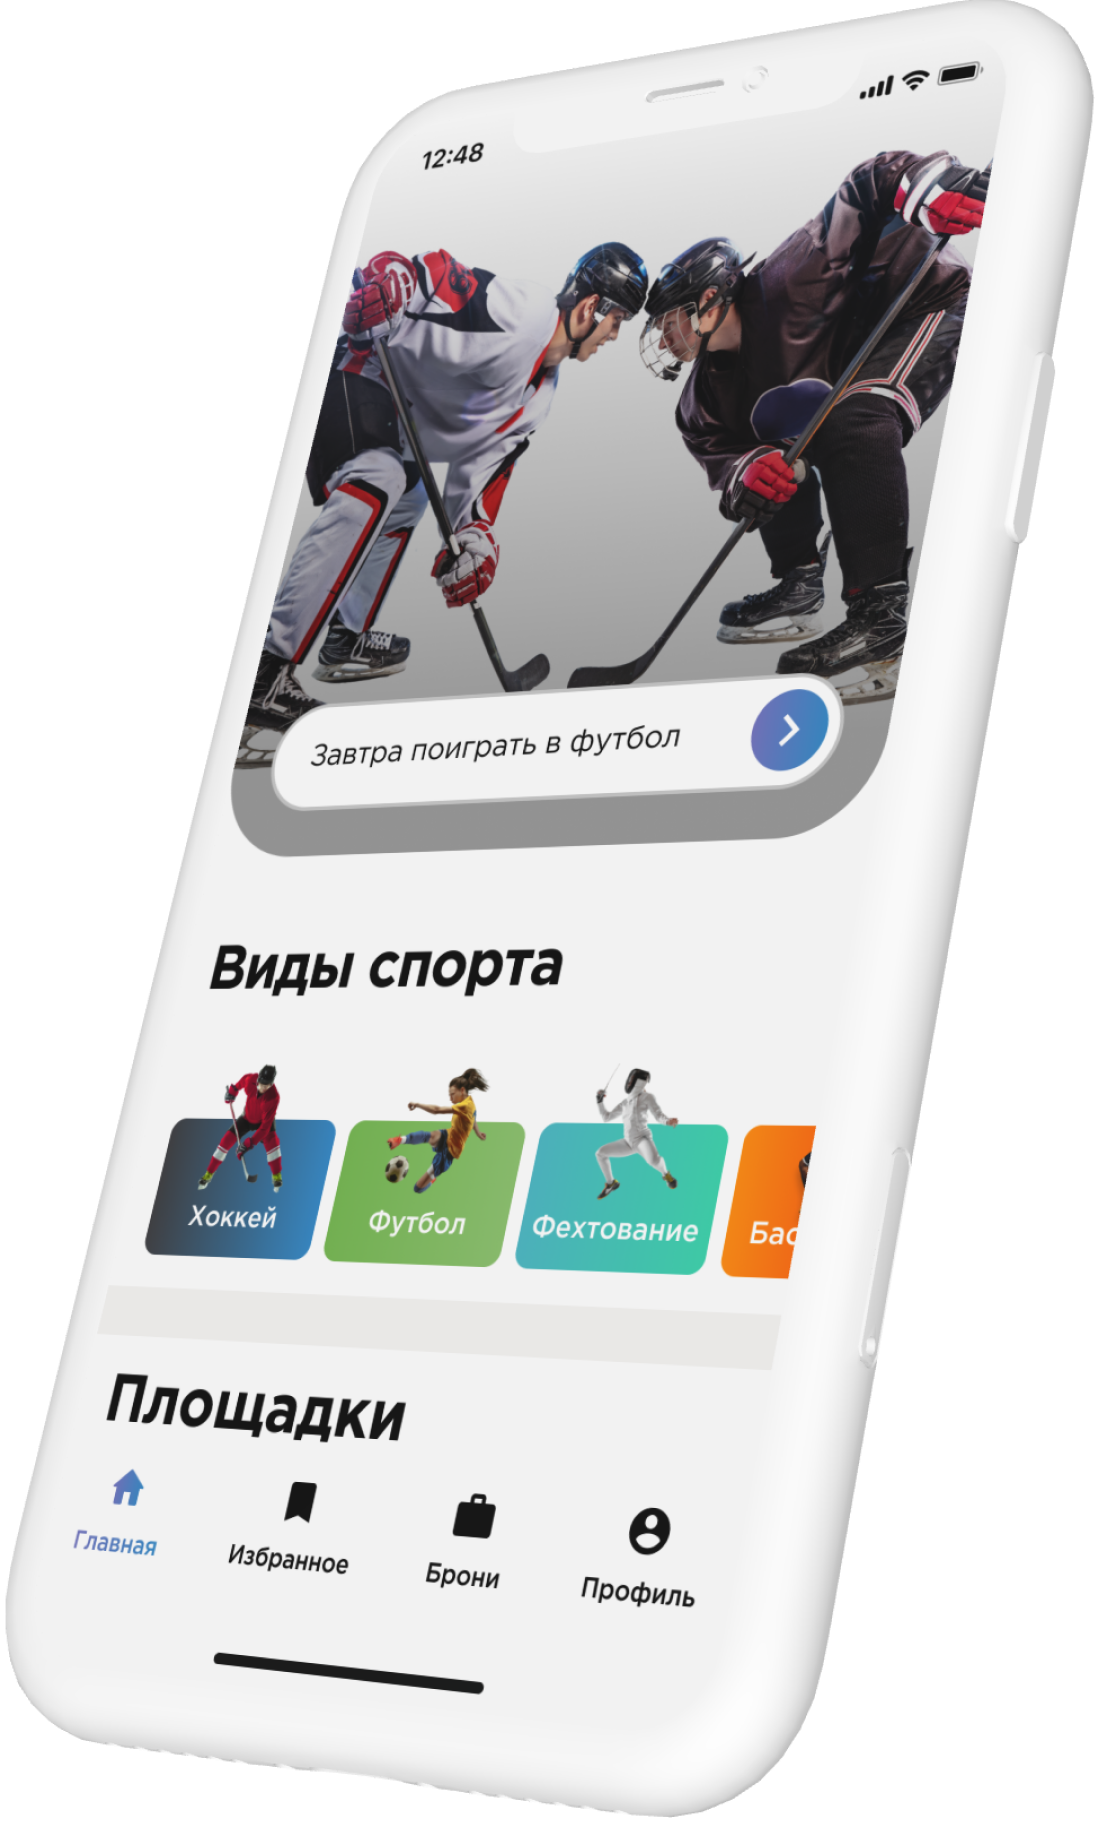 12:48
Завтра поиграть в футбол
Виды спорта
Хоккей
Футбол
Фехтование
Бас
Площадки
Главная
Избранное
Брони
Профиль